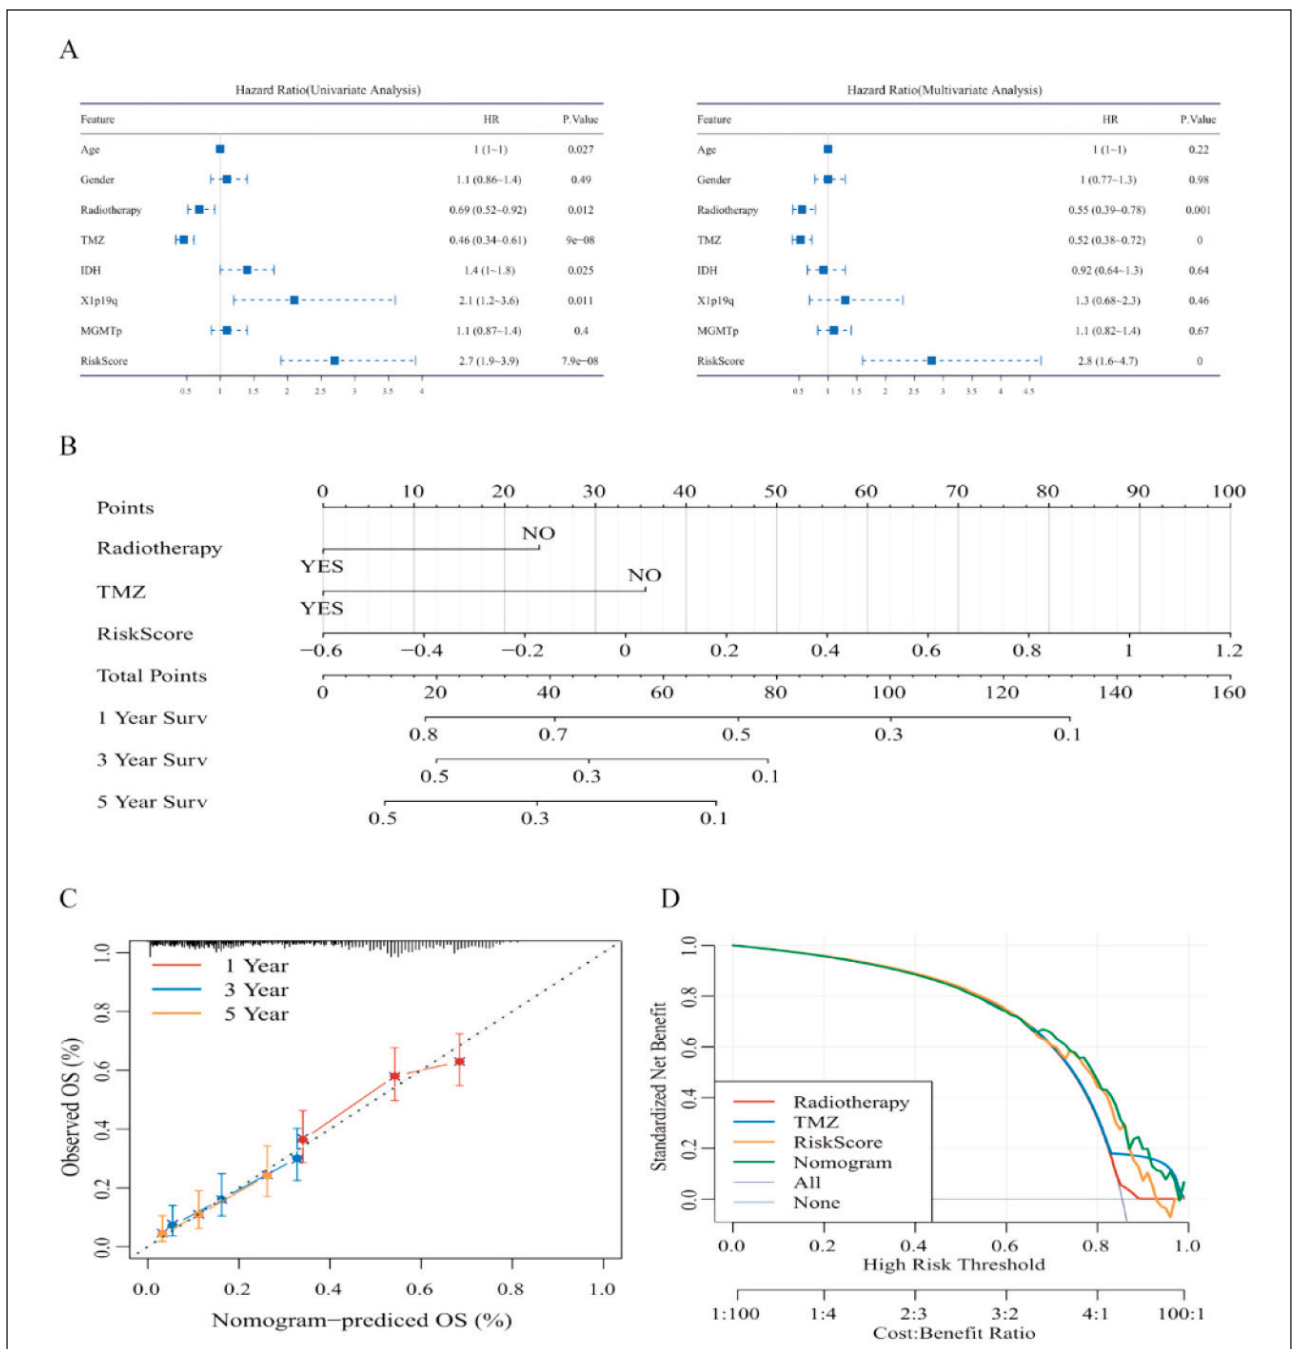 A
Hazard Ratio(Univariate Analysis)
Feature HR P.Value
Age 1 (1~1) 0.027
Gender 1.1 (0.86~1.4) 0.49
Radiotherapy 0.69 (0.52~0.92) 0.012
TMZ 0.46 (0.34~0.61) 9e−08
IDH 1.4 (1~1.8) 0.025
X1p19q 2.1 (1.2~3.6) 0.011
MGMTp 1.1 (0.87~1.4) 0.4
RiskScore 2.7 (1.9~3.9) 7.9e−08
0.5 1 1.5 2 2.5 3 3.5 4
Hazard Ratio(Multivariate Analysis)
Feature HR P.Value
Age 1 (1~1) 0.22
Gender 1 (0.77~1.3) 0.98
Radiotherapy 0.55 (0.39~0.78) 0.001
TMZ 0.52 (0.38~0.72) 0
IDH 0.92 (0.64~1.3) 0.64
X1p19q 1.3 (0.68~2.3) 0.46
MGMTp 1.1 (0.82~1.4) 0.67
RiskScore 2.8 (1.6~4.7) 0
0.5 1 1.5 2 2.5 3 3.5 4 4.5
B
0 10 20 30 40 50 60 70 80 90 100
Points
NO
Radiotherapy
YES
NO
TMZ
YES
RiskScore
−0.6 −0.4 −0.2 0 0.2 0.4 0.6 0.8 1 1.2
Total Points
0 20 40 60 80 100 120 140 160
1 Year Surv
0.8 0.7 0.5 0.3 0.1
3 Year Surv
0.5 0.3 0.1
5 Year Surv
0.5 0.3 0.1
C
1 Year
3 Year
5 Year
Observed OS (%)
1.0
0.8
0.6
0.4
0.2
0.0
0.0 0.2 0.4 0.6 0.8 1.0
Nomogram−prediced OS (%)
D
Standardized Net Benefit
1.0
0.8
0.6
0.4
0.2
0.0
Radiotherapy
TMZ
RiskScore
Nomogram
All
None
0.0 0.2 0.4 0.6 0.8 1.0
High Risk Threshold
1:100 1:4 2:3 3:2 4:1 100:1
Cost:Benefit Ratio